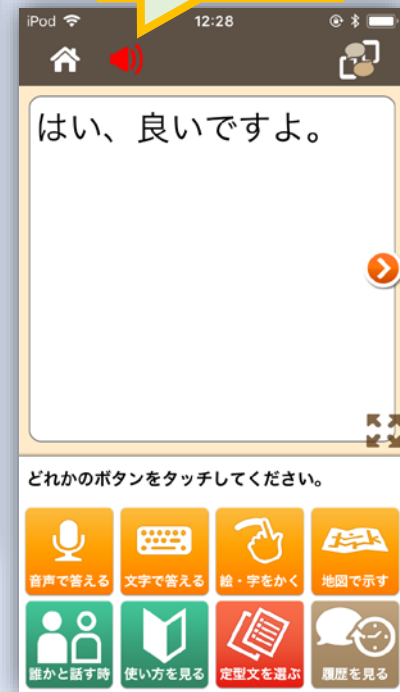 iPod 12:28
はい、良いですよ。
どれかのボタンをタッチしてください。
音声で答える 文字で答える 絵・字をかく 地図で示す
誰かと話す時 使い方を見る 定型文を選ぶ 履歴を見る